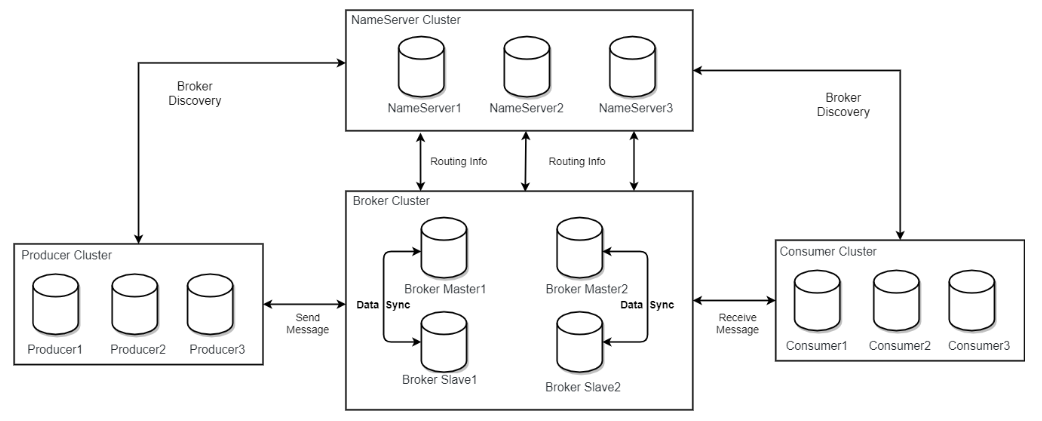 NameServer Cluster
NameServer1
NameServer2
NameServer3
Broker
Discovery
Broker
Discovery
Routing Info
Routing Info
Broker Cluster
Broker Master1
Broker Master2
Data Sync
Data Sync
Broker Slave1
Broker Slave2
Producer Cluster
Producer1
Producer2
Producer3
Send
Message
Receive
Message
Consumer Cluster
Consumer1
Consumer2
Consumer3